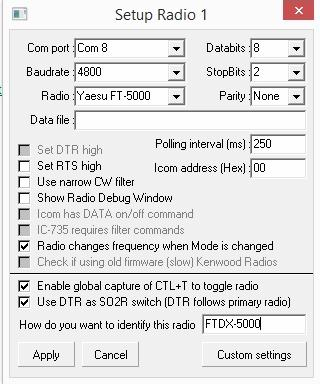 Setup Radio 1
Com port : Com 8 Databits : 8
Baudrate : 4800 StopBits : 2
Radio : Yaesu FT-5000 Parity : None
Data file :
Polling interval (ms) : 250
Set DTR high
Set RTS high Icom address (Hex) : 00
Use narrow CW filter
Show Radio Debug Window
Icom has DATA on/off command
IC-735 requires filter commands
Radio changes frequency when Mode is changed
Check if using old firmware (slow) Kenwood Radios
Enable global capture of CTL+T to toggle radio
Use DTR as SO2R switch (DTR follows primary radio)
How do you want to identify this radio FTDX-5000
Apply Cancel Custom settings